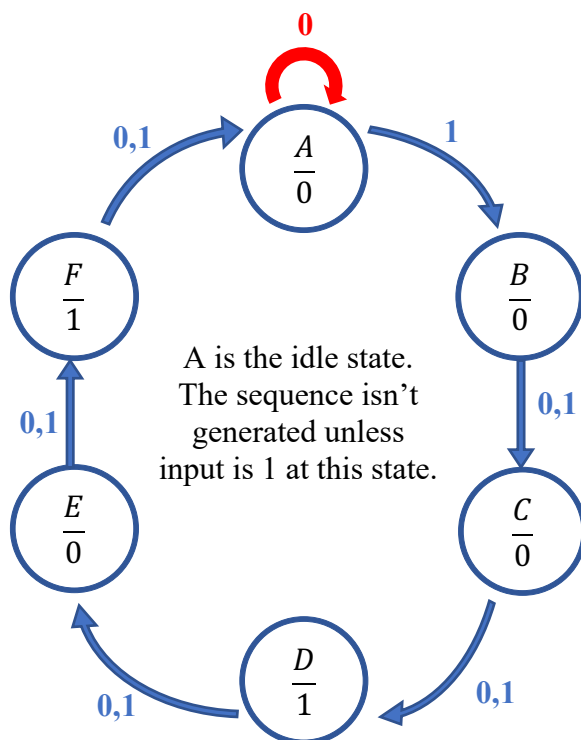 0
A
0
0,1
1
F
1
B
0
A is the idle state.
The sequence isn't
generated unless
input is 1 at this state.
0,1
0,1
E
0
C
0
D
1
0,1
0,1